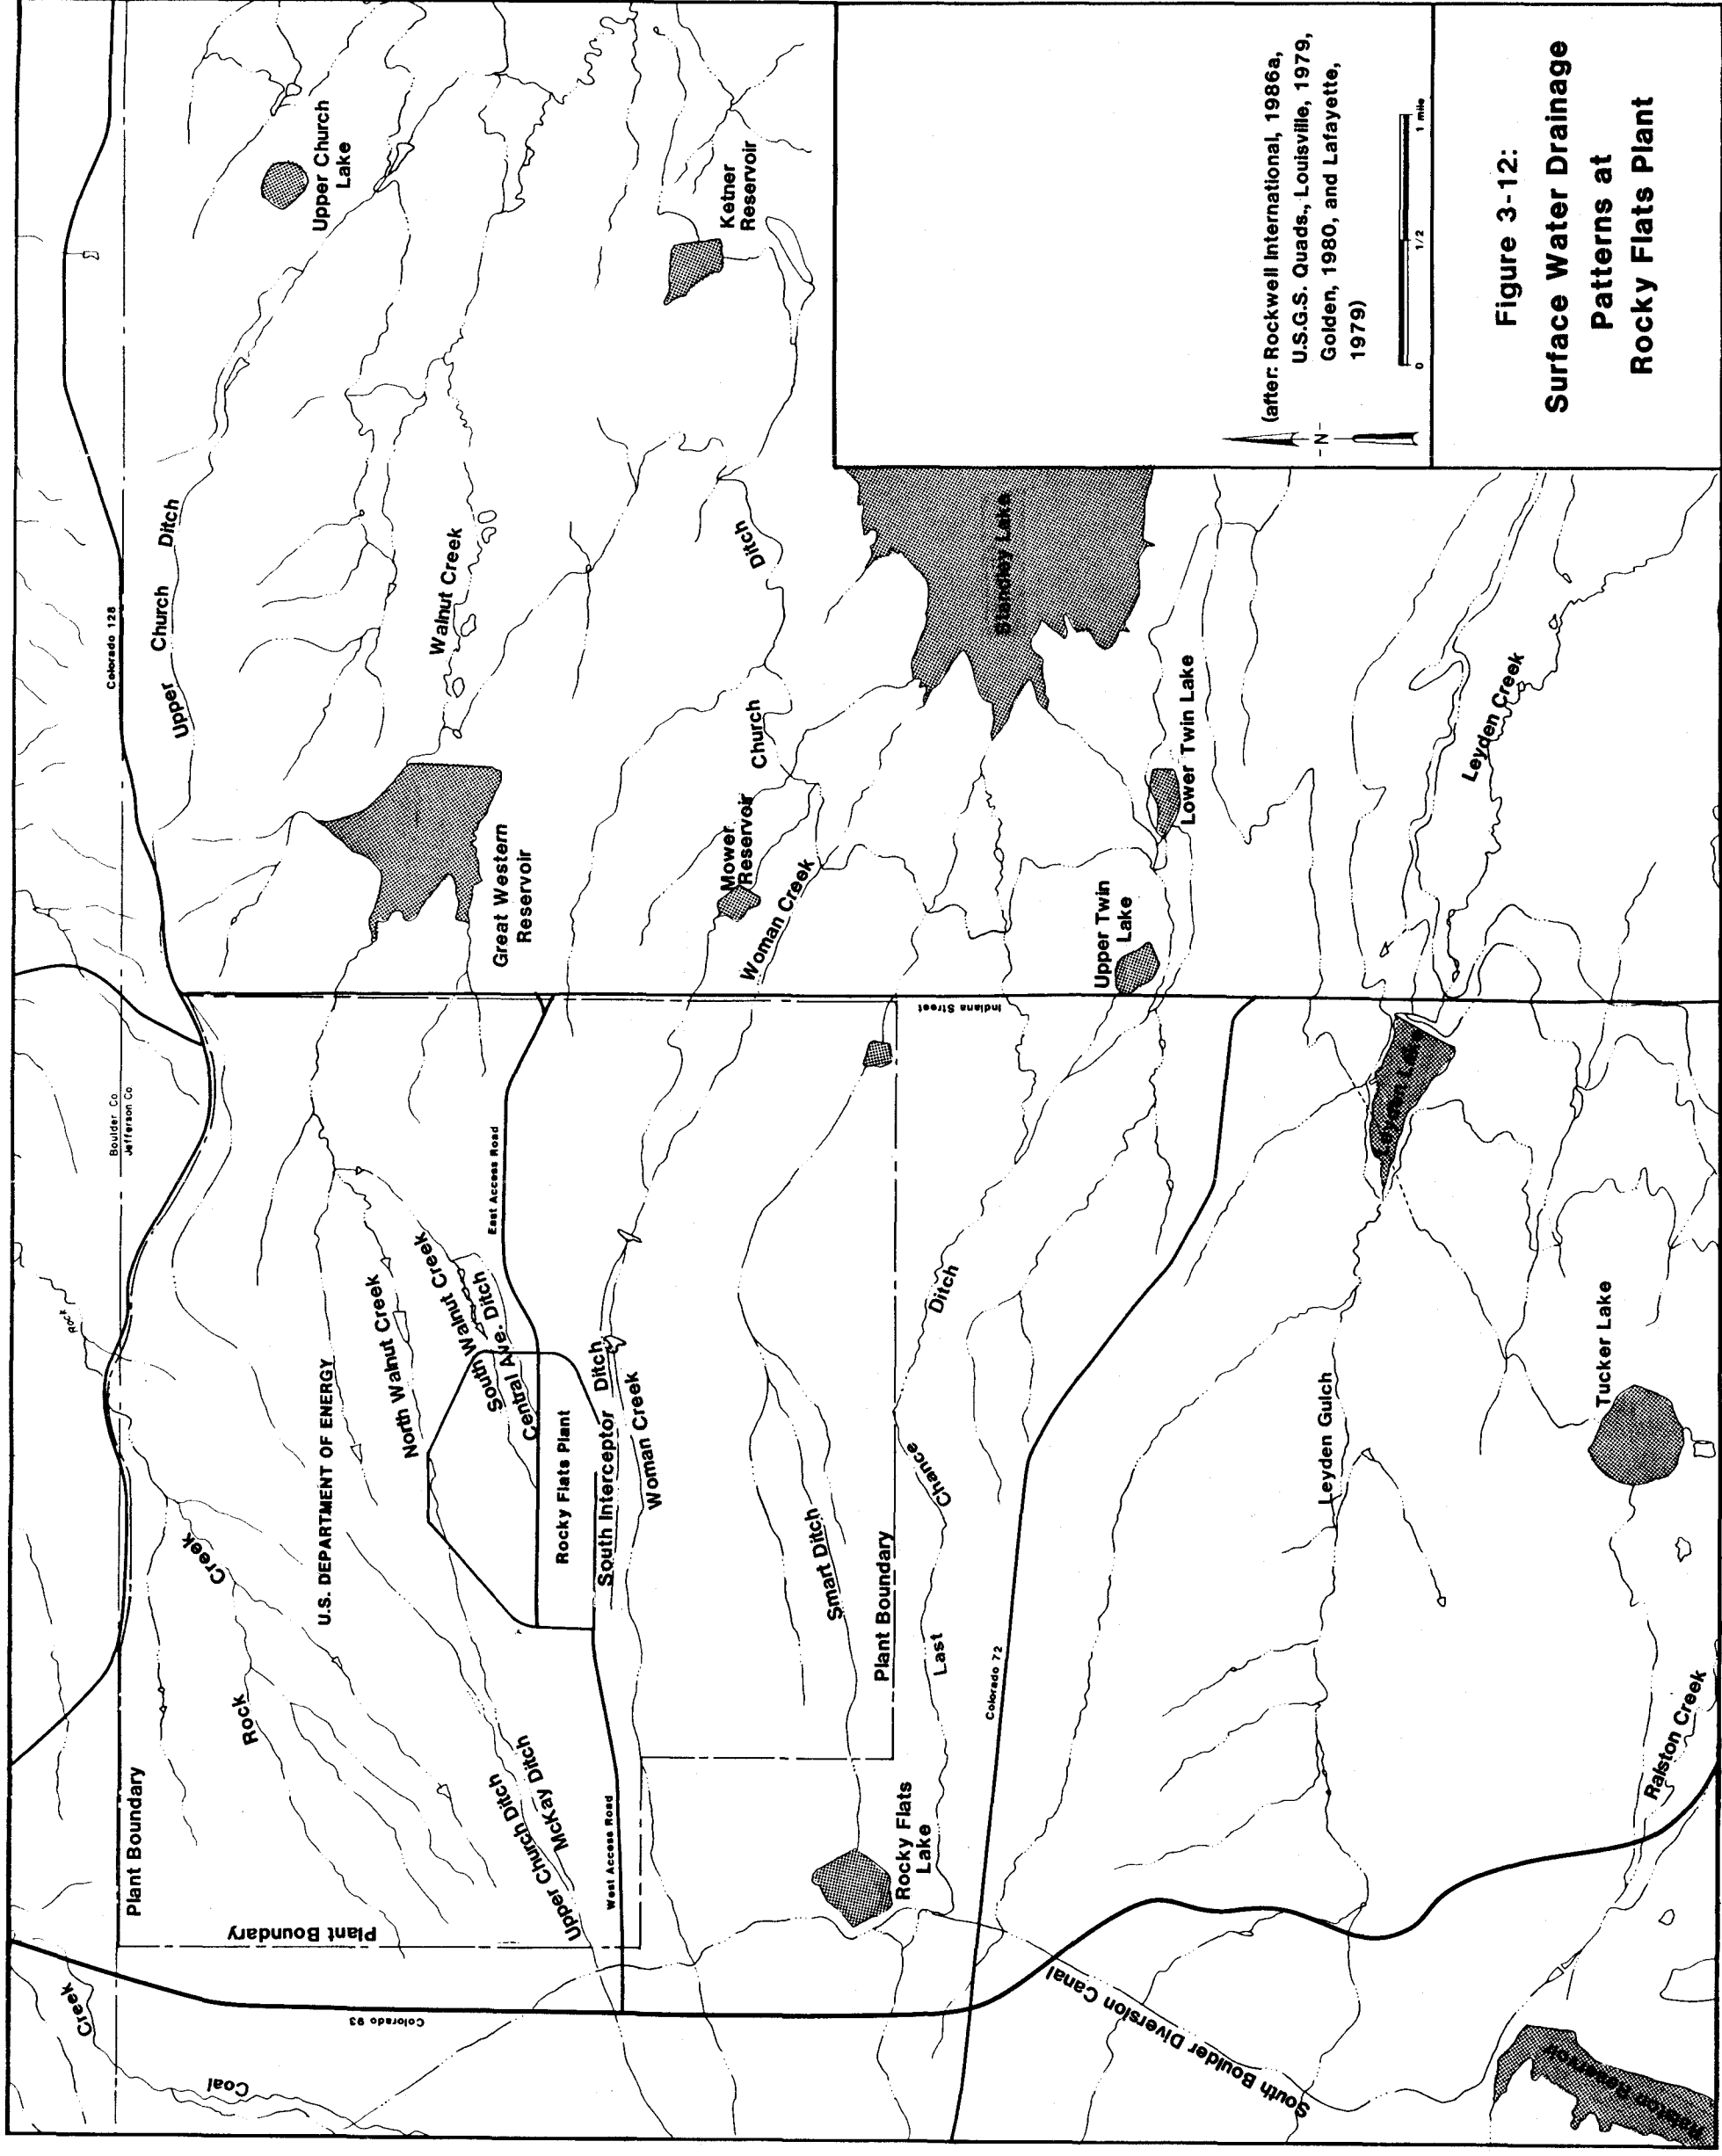 Colorado 128
Boulder Co
Jefferson Co
Plant Boundary
Plant Boundary
Creek
Coal
Colorado 93
Rock
Rock
Creek
U.S. DEPARTMENT OF ENERGY
Upper Church Ditch
McKay Ditch
West Access Road
North Walnut Creek
South Walnut Creek
Central Ave. Ditch
East Access Road
Rocky Flats Plant
South Interceptor Ditch
Woman Creek
Smart Ditch
Plant Boundary
Rocky Flats
Lake
Last Chance Ditch
Colorado 72
South Boulder Diversion Canal
Ralston Reservoir
Ralston Creek
Tucker Lake
Leyden Gulch
Leyden Lake
Leyden Creek
Indiana Street
Upper Twin
Lake
Lower Twin Lake
Standley Lake
Woman Creek
Mower
Reservoir
Church Ditch
Great Western
Reservoir
Walnut Creek
Upper Church Ditch
Upper Church
Lake
Ketner
Reservoir
(after: Rockwell International, 1986a,
U.S.G.S. Quads., Louisville, 1979,
Golden, 1980, and Lafayette,
1979)
N
0 1/2 1 mile
Figure 3-12:
Surface Water Drainage
Patterns at
Rocky Flats Plant